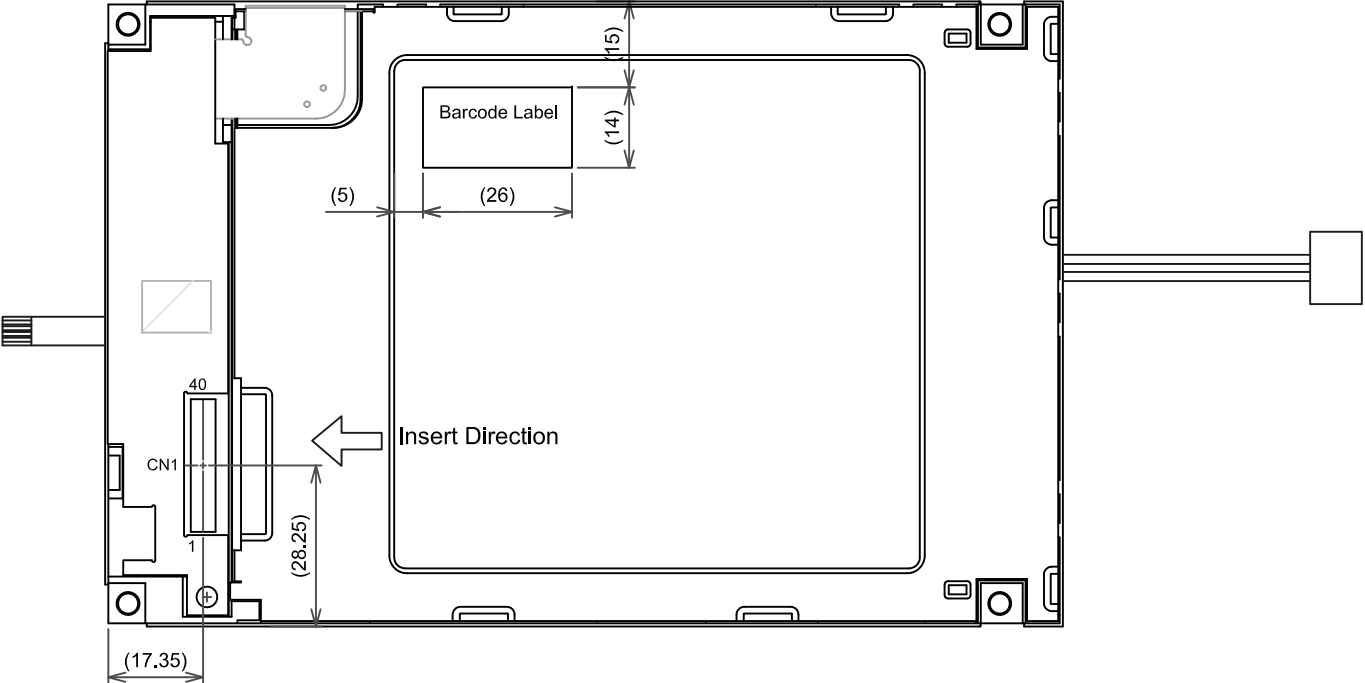 (15)
Barcode Label
(14)
(5)
(26)
40
Insert Direction
CN1
1
(28.25)
(17.35)